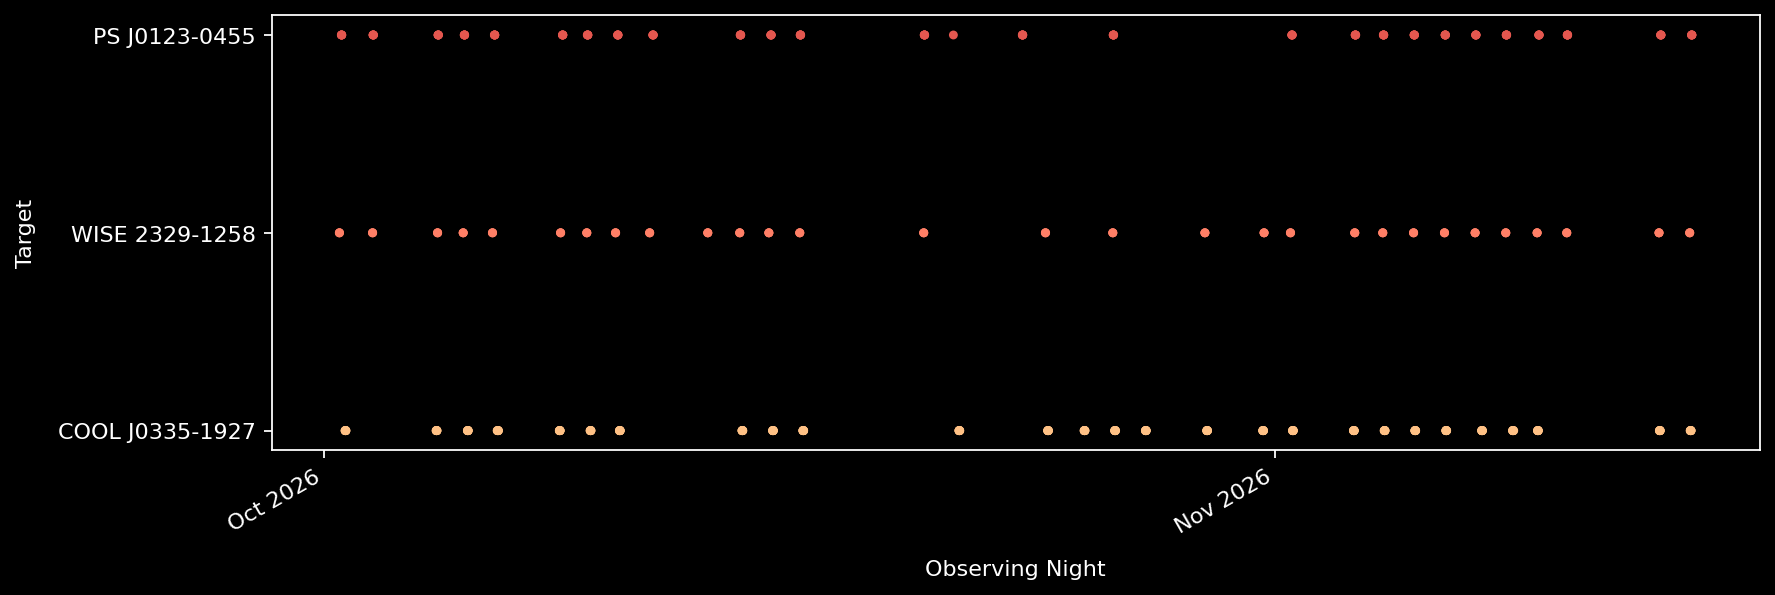 PS J0123-0455
WISE 2329-1258
COOL J0335-1927
Target
Oct 2026
Nov 2026
Observing Night